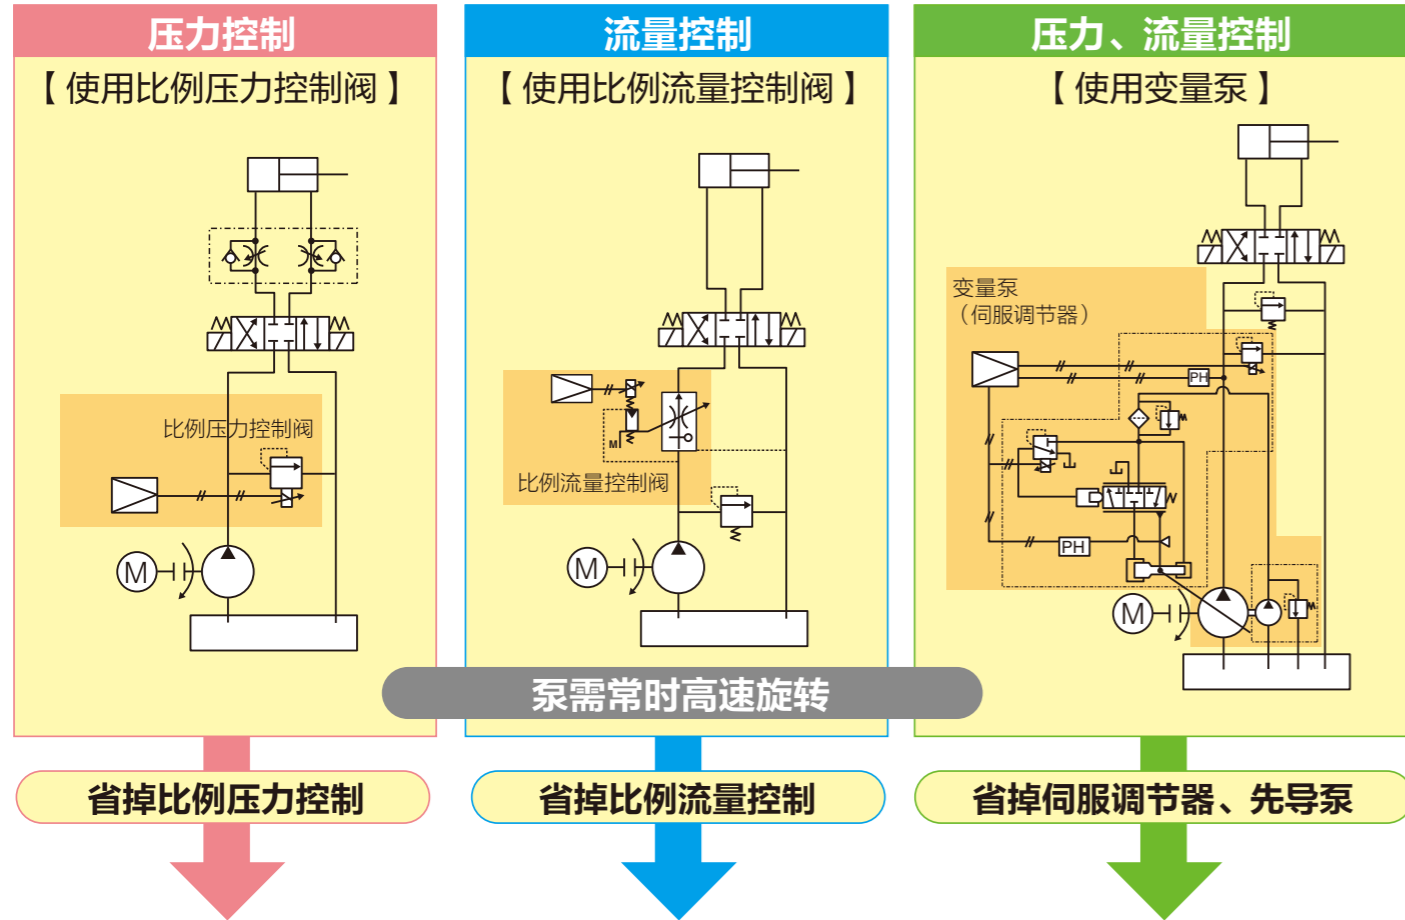 压力控制
【 使用比例压力控制阀 】
比例压力控制阀
M
流量控制
【 使用比例流量控制阀 】
M
比例流量控制阀
M
压力、流量控制
【 使用变量泵 】
变量泵
（伺服调节器）
PH
PH
M
泵需常时高速旋转
省掉比例压力控制
省掉比例流量控制
省掉伺服调节器、先导泵